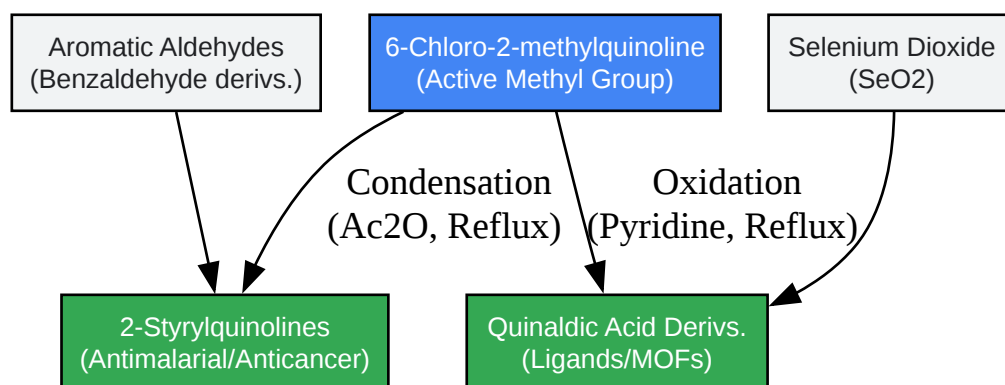 Aromatic Aldehydes
(Benzaldehyde derivs.)
6-Chloro-2-methylquinoline
(Active Methyl Group)
Selenium Dioxide
(SeO2)
Condensation
(Ac2O, Reflux)
Oxidation
(Pyridine, Reflux)
2-Styrylquinolines
(Antimalarial/Anticancer)
Quinaldic Acid Derivs.
(Ligands/MOFs)